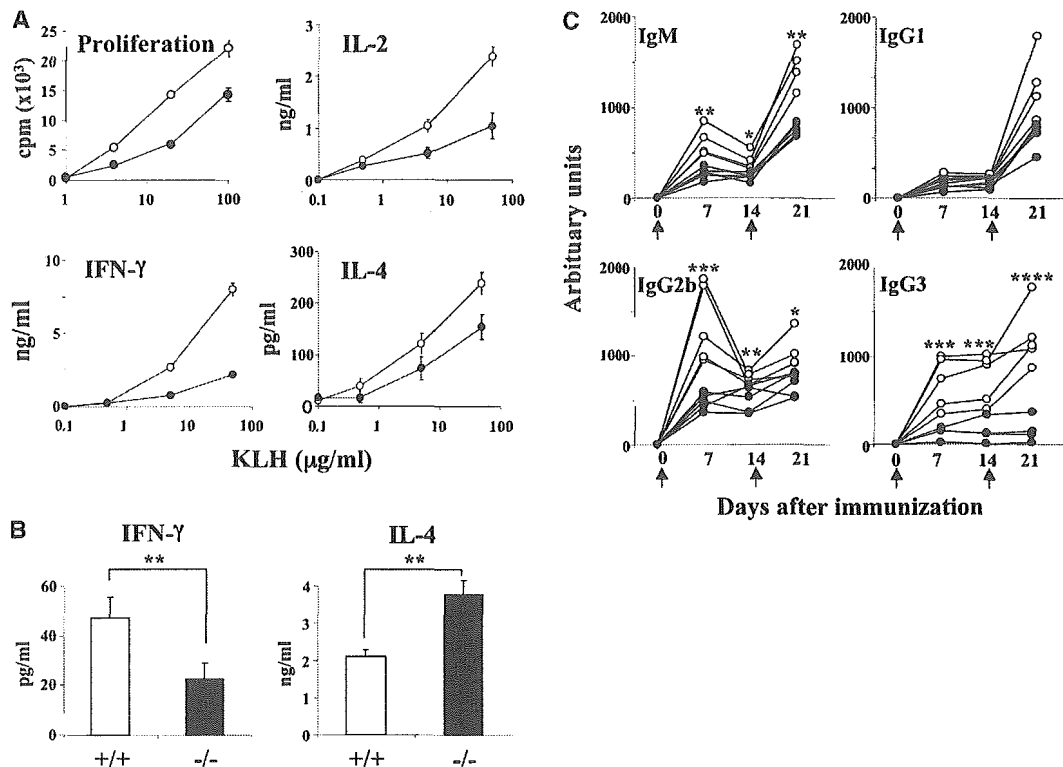 A
Proliferation
cpm (x10³)
25
20
15
10
5
0
1
10
100
IL-2
ng/ml
3
2
1
0
0.1
1
10
100
IFN-γ
ng/ml
10
5
0
0.1
1
10
100
IL-4
pg/ml
300
200
100
0
0.1
1
10
100
KLH (μg/ml)
B
IFN-γ
**
pg/ml
60
40
20
0
+/+
-/-
IL-4
**
ng/ml
4
3
2
1
0
+/+
-/-
C
Arbituary units
IgM
2000
1000
0
**
*
**
0 7 14 21
IgG1
2000
1000
0
0 7 14 21
IgG2b
2000
1000
0
***
**
*
0 7 14 21
IgG3
2000
1000
0
***
***
****
0 7 14 21
Days after immunization